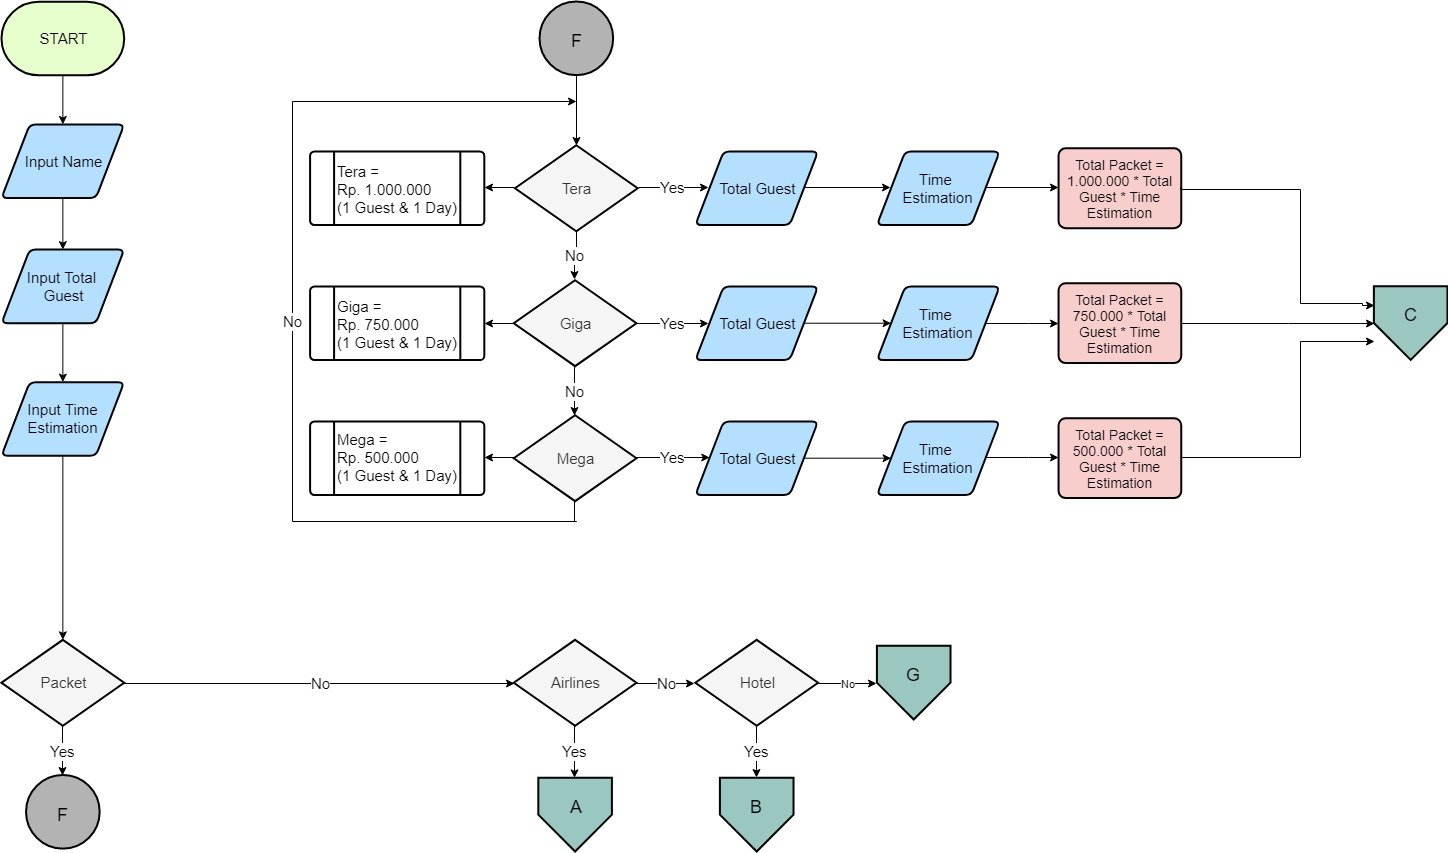 START
Input Name
Input Total
Guest
Input Time
Estimation
Packet
Yes
F
No
F
Tera =
Rp. 1.000.000
(1 Guest & 1 Day)
Tera
Yes
Total Guest
Time
Estimation
Total Packet =
1.000.000 * Total
Guest * Time
Estimation
No
Giga =
Rp. 750.000
(1 Guest & 1 Day)
Giga
Yes
Total Guest
Time
Estimation
Total Packet =
750.000 * Total
Guest * Time
Estimation
C
No
No
Mega =
Rp. 500.000
(1 Guest & 1 Day)
Mega
Yes
Total Guest
Time
Estimation
Total Packet =
500.000 * Total
Guest * Time
Estimation
Airlines
No
Hotel
No
G
Yes
A
Yes
B